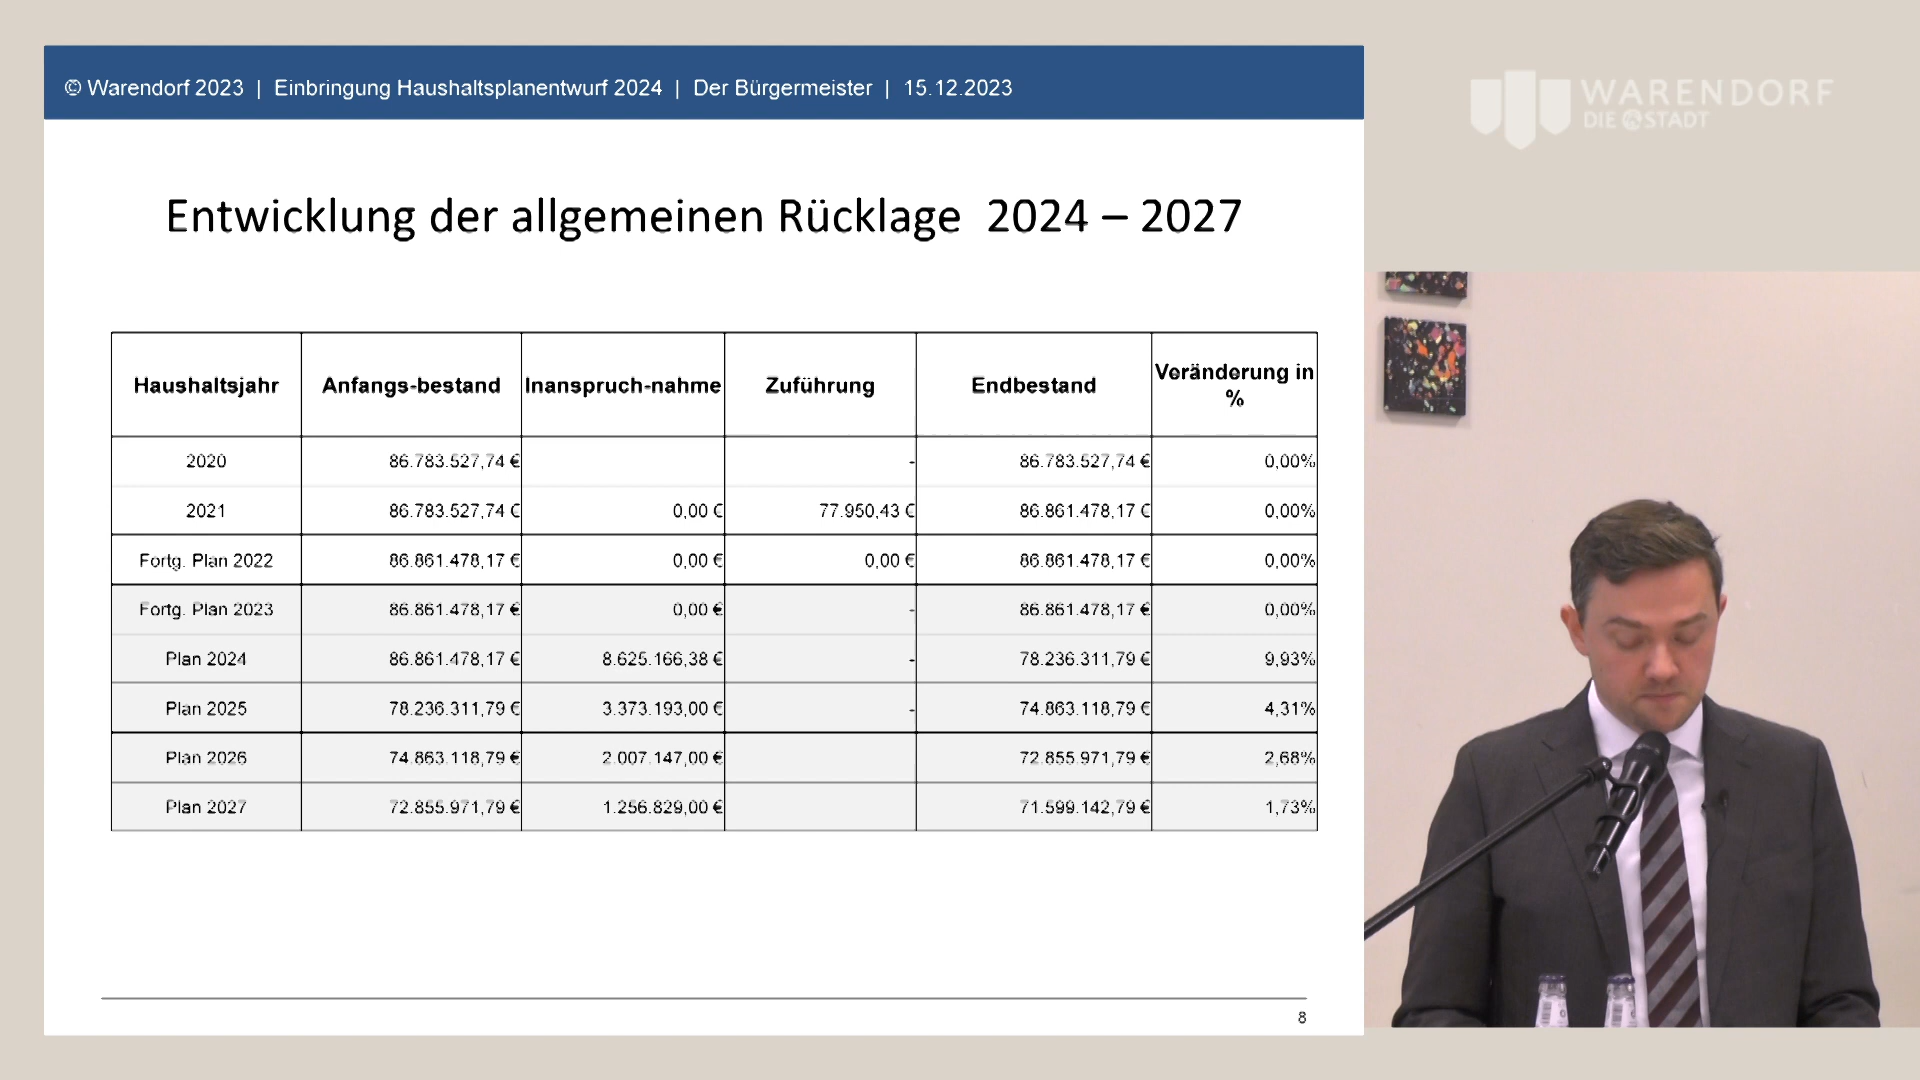 © Warendorf 2023 | Einbringung Haushaltsplanentwurf 2024 | Der Bürgermeister | 15.12.2023
WARENDORF
DIE STADT
Entwicklung der allgemeinen Rücklage 2024 – 2027
Haushaltsjahr Anfangs-bestand Inanspruch-nahme Zuführung Endbestand Veränderung in
%
2020 86.783.527,74 € - 86.783.527,74 € 0,00%
2021 86.783.527,74 € 0,00 € 77.950,43 € 86.861.478,17 € 0,00%
Fortg. Plan 2022 86.861.478,17 € 0,00 € 0,00 € 86.861.478,17 € 0,00%
Fortg. Plan 2023 86.861.478,17 € 0,00 € - 86.861.478,17 € 0,00%
Plan 2024 86.861.478,17 € 8.625.166,38 € - 78.236.311,79 € 9,93%
Plan 2025 78.236.311,79 € 3.373.193,00 € - 74.863.118,79 € 4,31%
Plan 2026 74.863.118,79 € 2.007.147,00 € 72.855.971,79 € 2,68%
Plan 2027 72.855.971,79 € 1.256.829,00 € 71.599.142,79 € 1,73%
8